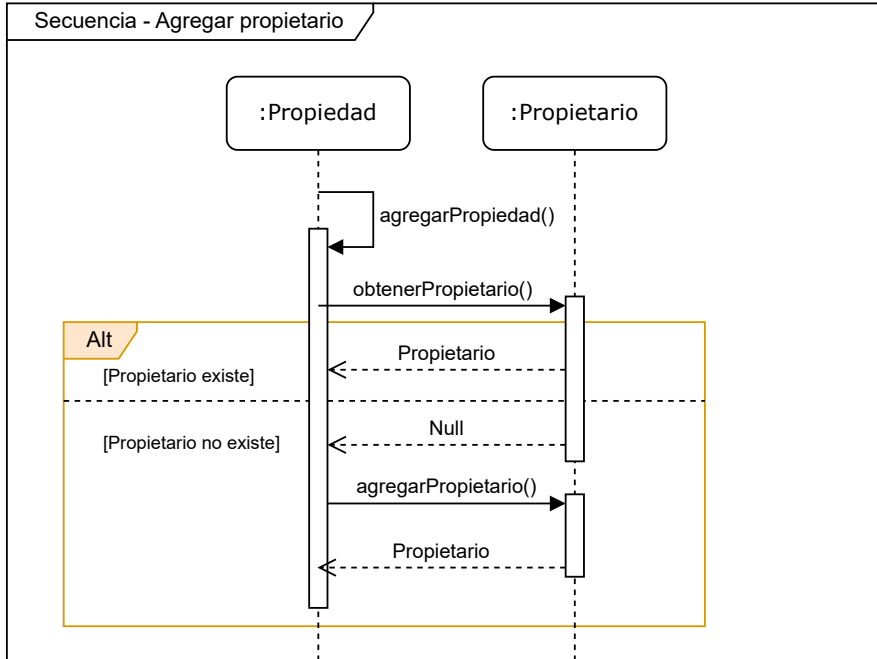 Secuencia - Agregar propietario
:Propiedad
:Propietario
agregarPropiedad()
obtenerPropietario()
Alt
Propietario
[Propietario existe]
Null
[Propietario no existe]
agregarPropietario()
Propietario